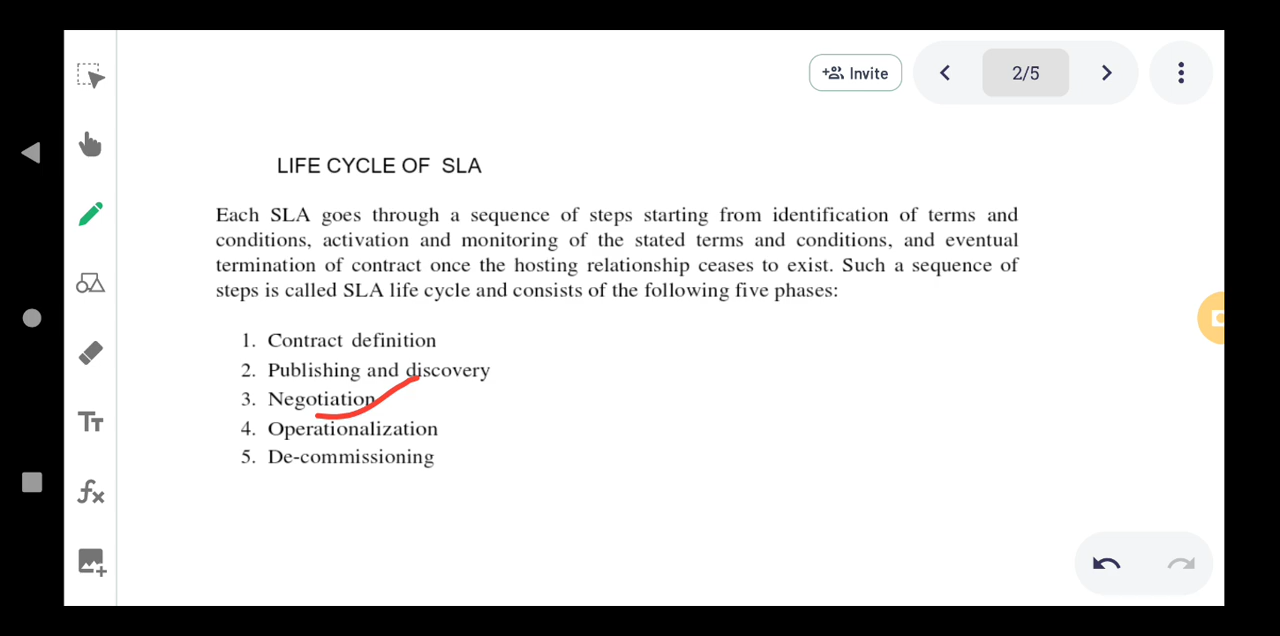 Invite
2/5
LIFE CYCLE OF SLA
Each SLA goes through a sequence of steps starting from identification of terms and
conditions, activation and monitoring of the stated terms and conditions, and eventual
termination of contract once the hosting relationship ceases to exist. Such a sequence of
steps is called SLA life cycle and consists of the following five phases:
1. Contract definition
2. Publishing and discovery
3. Negotiation
4. Operationalization
5. De-commissioning
TT
fx